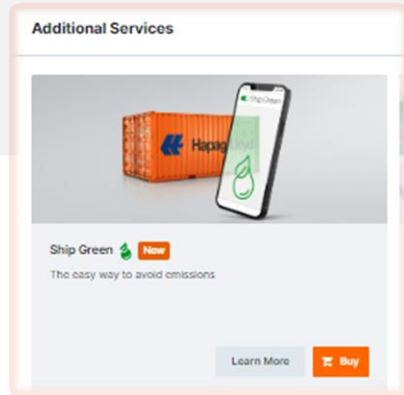 Additional Services
Ship Green
Hapag-Lloyd
Ship Green New
The easy way to avoid emissions
Learn More
Buy